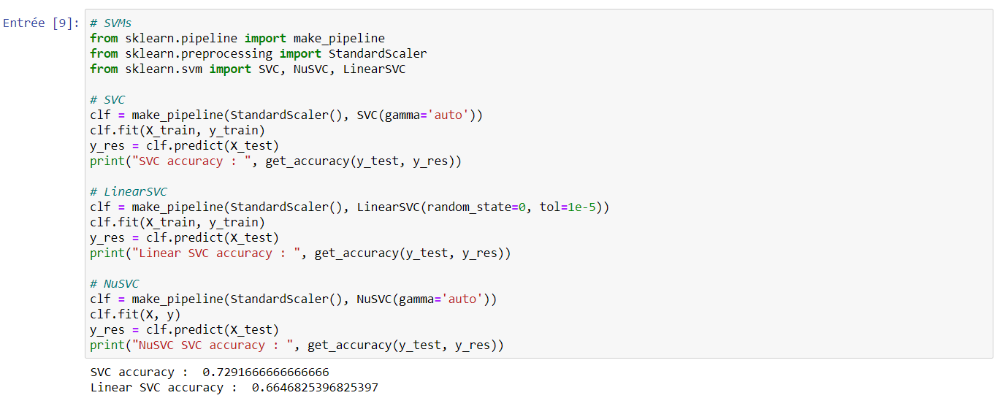 Entrée [9]: # SVMs
from sklearn.pipeline import make_pipeline
from sklearn.preprocessing import StandardScaler
from sklearn.svm import SVC, NuSVC, LinearSVC
# SVC
clf = make_pipeline(StandardScaler(), SVC(gamma='auto'))
clf.fit(X_train, y_train)
y_res = clf.predict(X_test)
print("SVC accuracy : ", get_accuracy(y_test, y_res))
# LinearSVC
clf = make_pipeline(StandardScaler(), LinearSVC(random_state=0, tol=1e-5))
clf.fit(X_train, y_train)
y_res = clf.predict(X_test)
print("Linear SVC accuracy : ", get_accuracy(y_test, y_res))
# NuSVC
clf = make_pipeline(StandardScaler(), NuSVC(gamma='auto'))
clf.fit(X, y)
y_res = clf.predict(X_test)
print("NuSVC SVC accuracy : ", get_accuracy(y_test, y_res))
SVC accuracy :  0.7291666666666666
Linear SVC accuracy :  0.6646825396825397